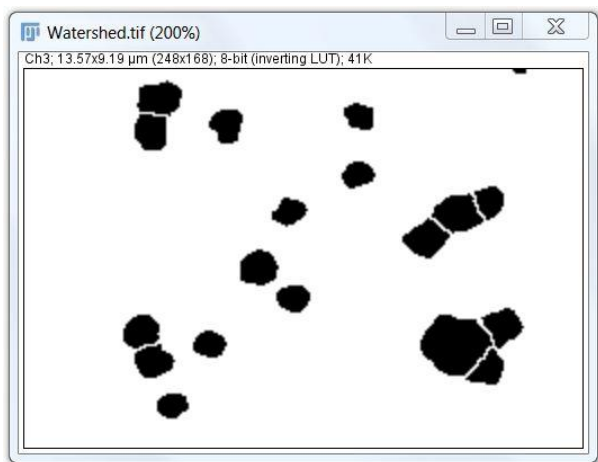 Watershed.tif (200%)
Ch3; 13.57x9.19 µm (248x168); 8-bit (inverting LUT); 41K